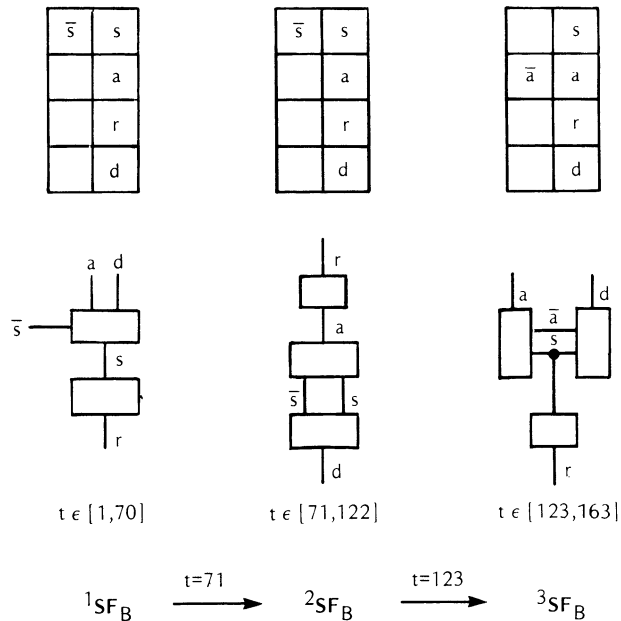 s̅ s
a
r
d
s̅ s
a
r
d
s
a̅ a
r
d
a d
s̅
s
r
r
a
s̅ s
d
a d
a̅
s
r
t ϵ [1,70]
t ϵ [71,122]
t ϵ [123,163]
t=71
t=123
¹SF_B
²SF_B
³SF_B